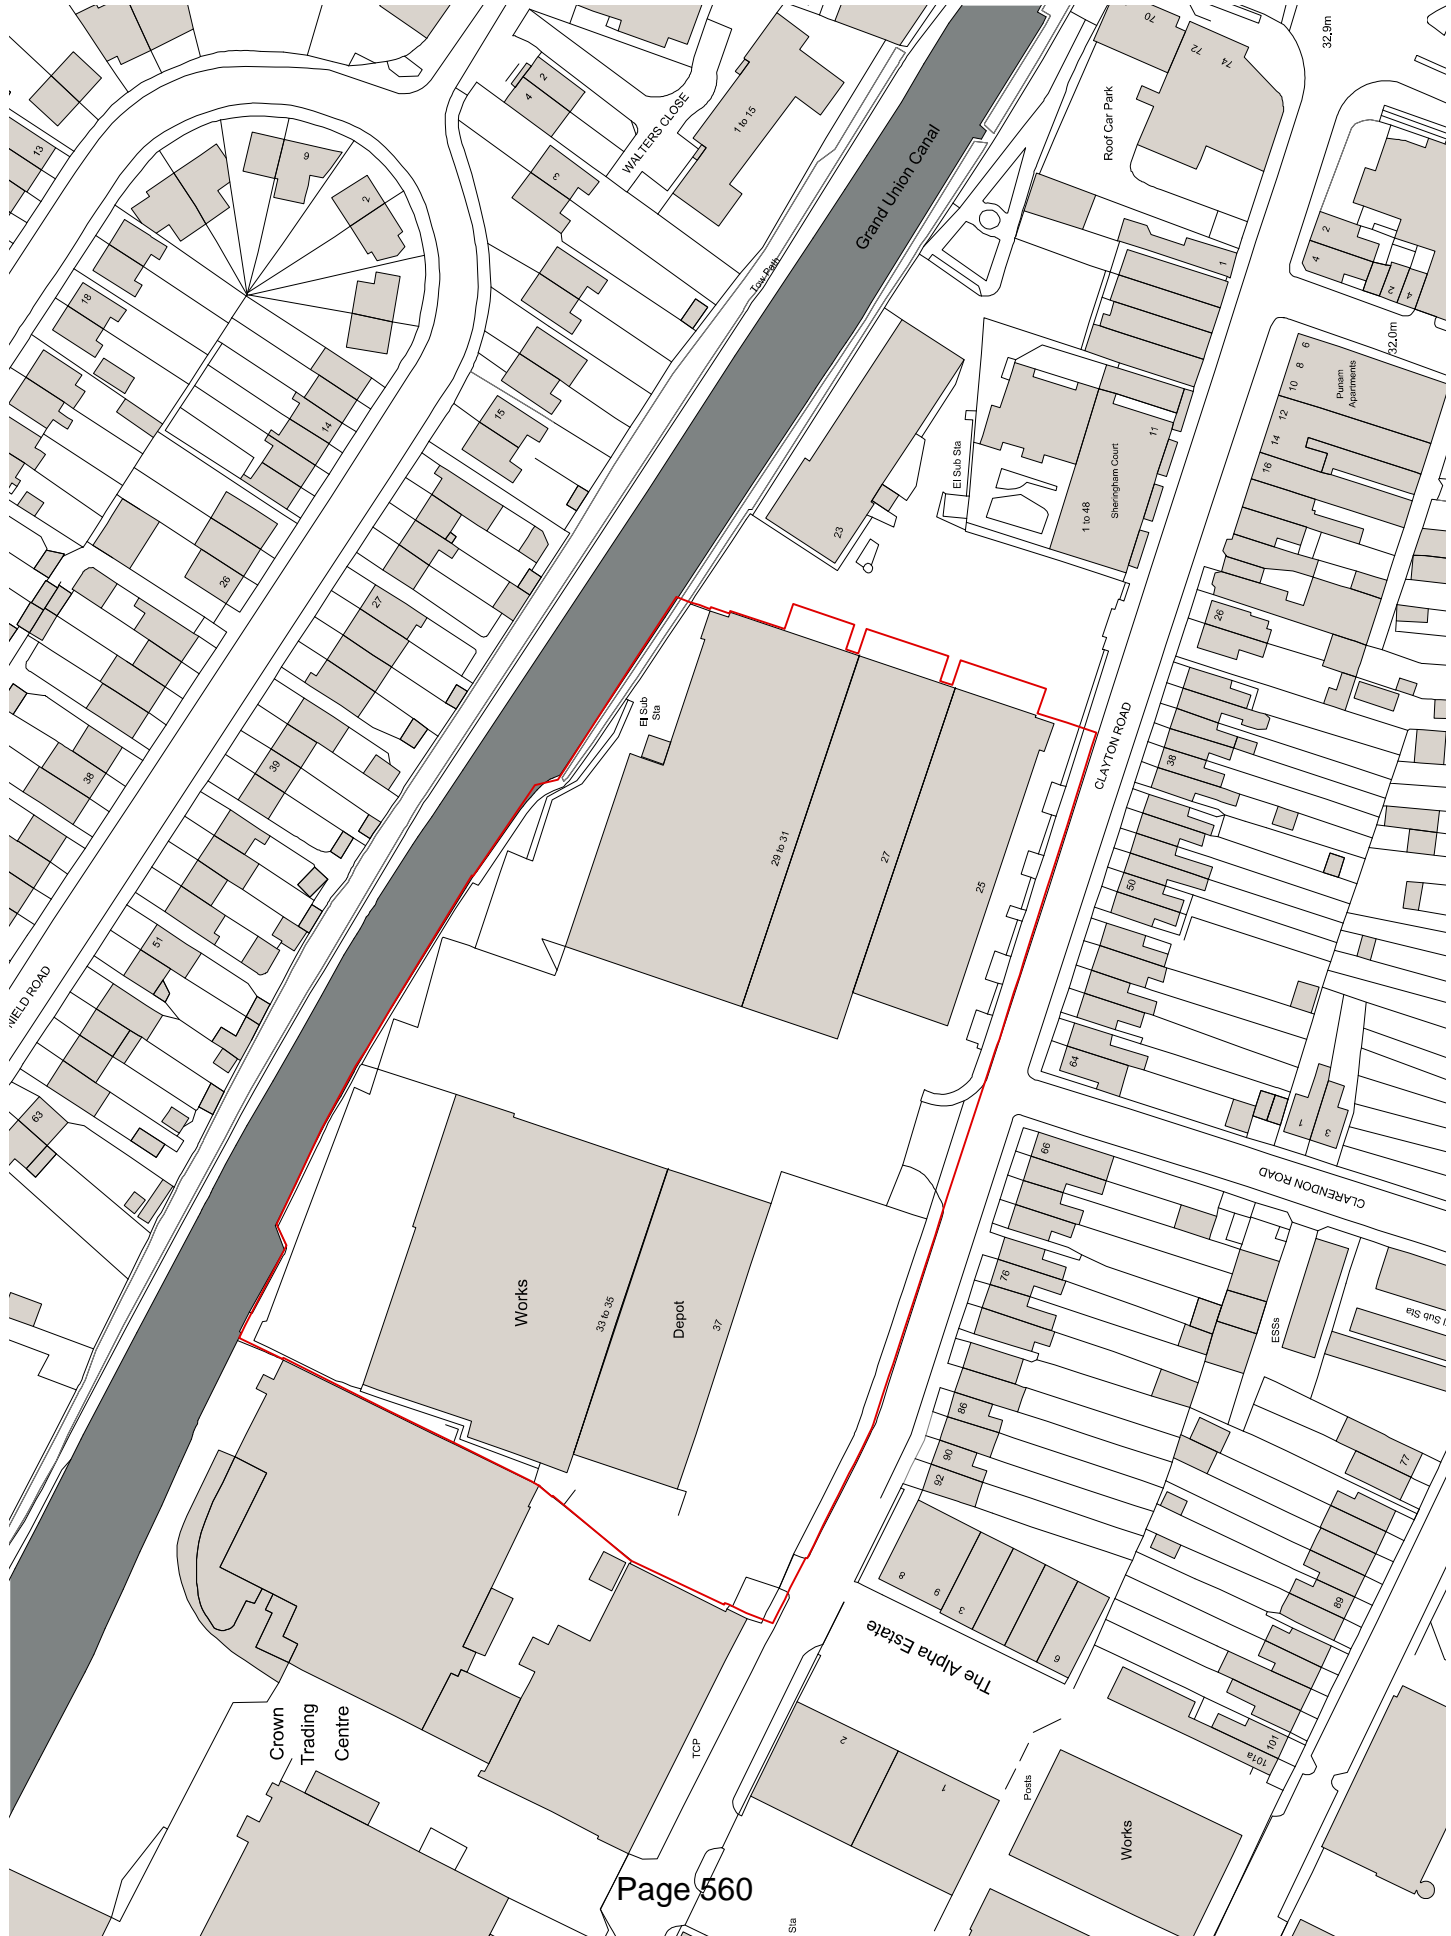 70
72
74
32.9m
2
4
13
9
1 to 15
WALTERS CLOSE
Roof Car Park
Grand Union Canal
3
2
2
4
1
Tow Path
2
4
18
32.0m
6
8
10
12
14
16
Punam
Apartments
15
14
11
El Sub Sta
Sheringham Court
1 to 48
23
26
27
26
El Sub
Sta
CLAYTON ROAD
38
39
38
29 to 31
27
25
50
51
NIELD ROAD
64
1
3
63
66
CLARENDON ROAD
76
Works
33 to 35
Depot
37
ESSs
l Sub Sta
86
90
92
77
8
9
3
6
89
The Alpha Estate
Crown
Trading
Centre
TCP
2
1
101
101a
Posts
Works
Page 560
Sta